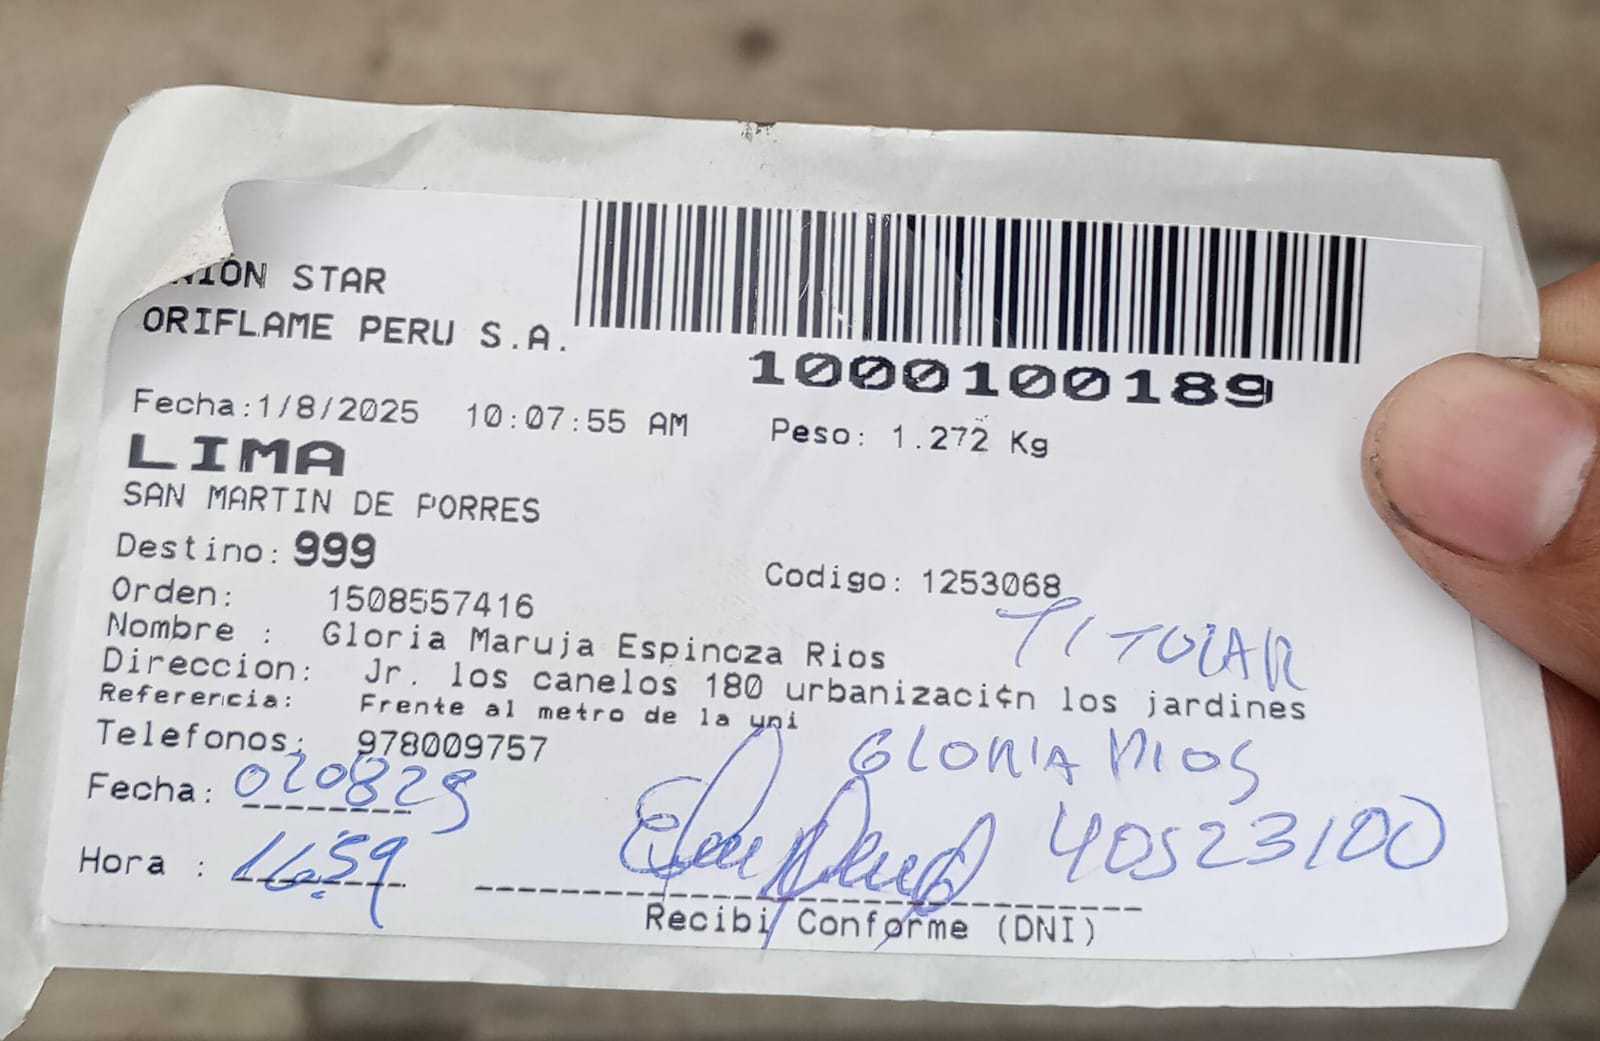 NION STAR
ORIFLAME PERU S.A.
1000100189
Fecha:1/8/2025 10:07:55 AM Peso: 1.272 Kg
LIMA
SAN MARTIN DE PORRES
Destino: 999
Codigo: 1253068
Orden: 1508557416
TITULAR
Nombre : Gloria Maruja Espinoza Rios
Direccion: Jr. los canelos 180 urbanizaci¢n los jardines
Referencia: Frente al metro de la uni
Telefonos: 978009757
GLORIA RIOS
Fecha: 020825
40523100
Hora : 16:59
Recibi Conforme (DNI)